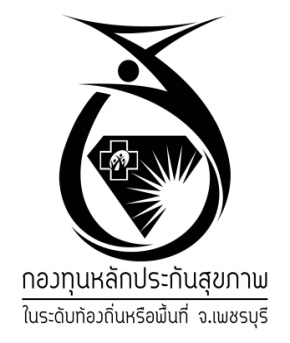 กองทุนหลักประกันสุขภาพ
ในระดับท้องถิ่นหรือพื้นที่ จ.เพชรบุรี